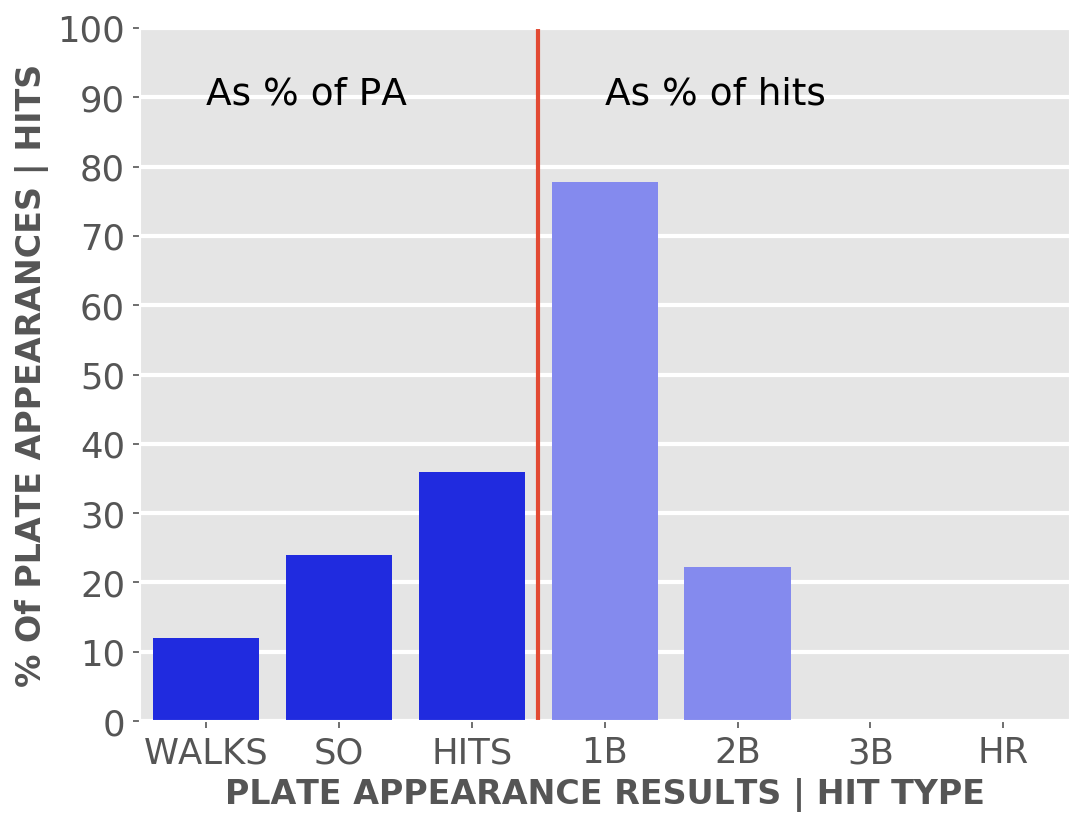 % Of PLATE APPEARANCES | HITS
100
90
80
70
60
50
40
30
20
10
0
As % of PA
As % of hits
WALKS SO HITS 1B 2B 3B HR
PLATE APPEARANCE RESULTS | HIT TYPE